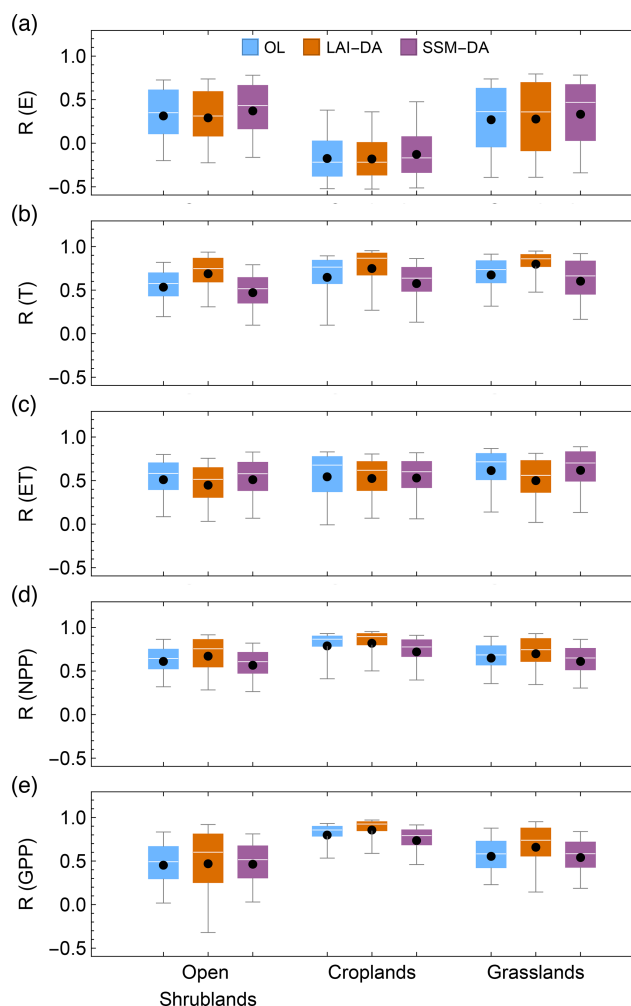 (a)
OL LAI-DA SSM-DA
R (E)
1.0
0.5
0.0
−0.5
(b)
R (T)
1.0
0.5
0.0
−0.5
(c)
R (ET)
1.0
0.5
0.0
−0.5
(d)
R (NPP)
1.0
0.5
0.0
−0.5
(e)
R (GPP)
1.0
0.5
0.0
−0.5
Open Croplands Grasslands
Shrublands